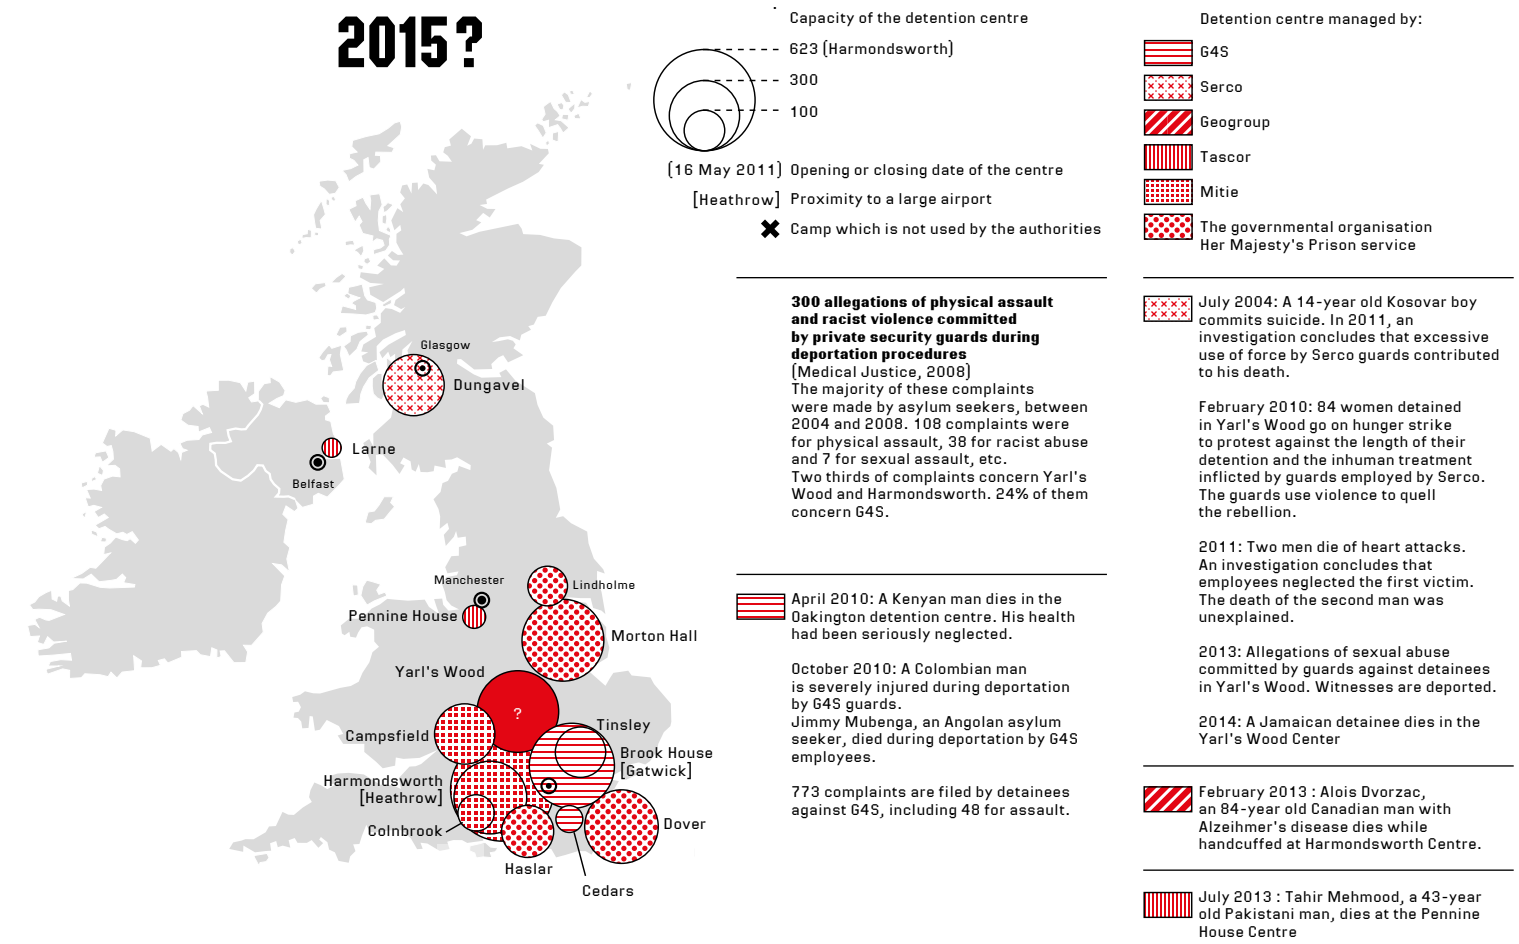 2015?
Capacity of the detention centre
623 (Harmondsworth)
300
100
(16 May 2011) Opening or closing date of the centre
[Heathrow] Proximity to a large airport
Camp which is not used by the authorities
Detention centre managed by:
G4S
Serco
Geogroup
Tascor
Mitie
The governmental organisation
Her Majesty's Prison service
Glasgow
Dungavel
Larne
Belfast
Manchester
Lindholme
Pennine House
Morton Hall
Yarl's Wood
?
Tinsley
Campsfield
Brook House
[Gatwick]
Harmondsworth
[Heathrow]
Colnbrook
Dover
Haslar
Cedars
300 allegations of physical assault
and racist violence committed
by private security guards during
deportation procedures
(Medical Justice, 2008)
The majority of these complaints
were made by asylum seekers, between
2004 and 2008. 108 complaints were
for physical assault, 38 for racist abuse
and 7 for sexual assault, etc.
Two thirds of complaints concern Yarl's
Wood and Harmondsworth. 24% of them
concern G4S.
April 2010: A Kenyan man dies in the
Oakington detention centre. His health
had been seriously neglected.
October 2010: A Colombian man
is severely injured during deportation
by G4S guards.
Jimmy Mubenga, an Angolan asylum
seeker, died during deportation by G4S
employees.
773 complaints are filed by detainees
against G4S, including 48 for assault.
July 2004: A 14-year old Kosovar boy
commits suicide. In 2011, an
investigation concludes that excessive
use of force by Serco guards contributed
to his death.
February 2010: 84 women detained
in Yarl's Wood go on hunger strike
to protest against the length of their
detention and the inhuman treatment
inflicted by guards employed by Serco.
The guards use violence to quell
the rebellion.
2011: Two men die of heart attacks.
An investigation concludes that
employees neglected the first victim.
The death of the second man was
unexplained.
2013: Allegations of sexual abuse
committed by guards against detainees
in Yarl's Wood. Witnesses are deported.
2014: A Jamaican detainee dies in the
Yarl's Wood Center
February 2013 : Alois Dvorzac,
an 84-year old Canadian man with
Alzeihmer's disease dies while
handcuffed at Harmondsworth Centre.
July 2013 : Tahir Mehmood, a 43-year
old Pakistani man, dies at the Pennine
House Centre